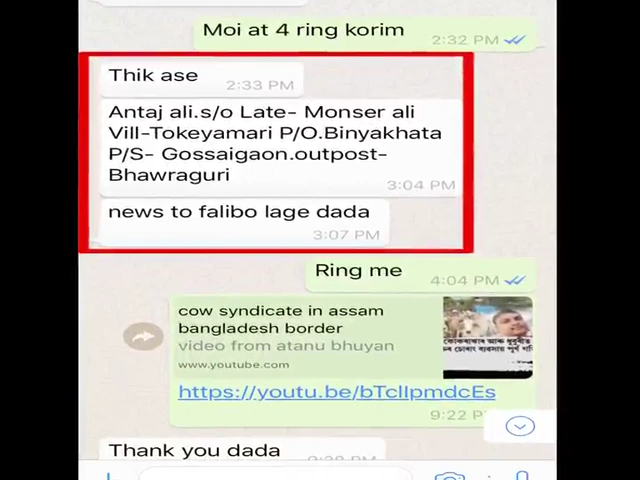 Moi at 4 ring korim
2:32 PM
Thik ase
2:33 PM
Antaj ali.s/o Late- Monser ali
Vill-Tokeyamari P/O.Binyakhata
P/S- Gossaigaon.outpost-
Bhawraguri
3:04 PM
news to falibo lage dada
3:07 PM
Ring me
4:04 PM
cow syndicate in assam
bangladesh border
video from atanu bhuyan
www.youtube.com
https://youtu.be/bTcllpmdcEs
9:22 P
Thank you dada